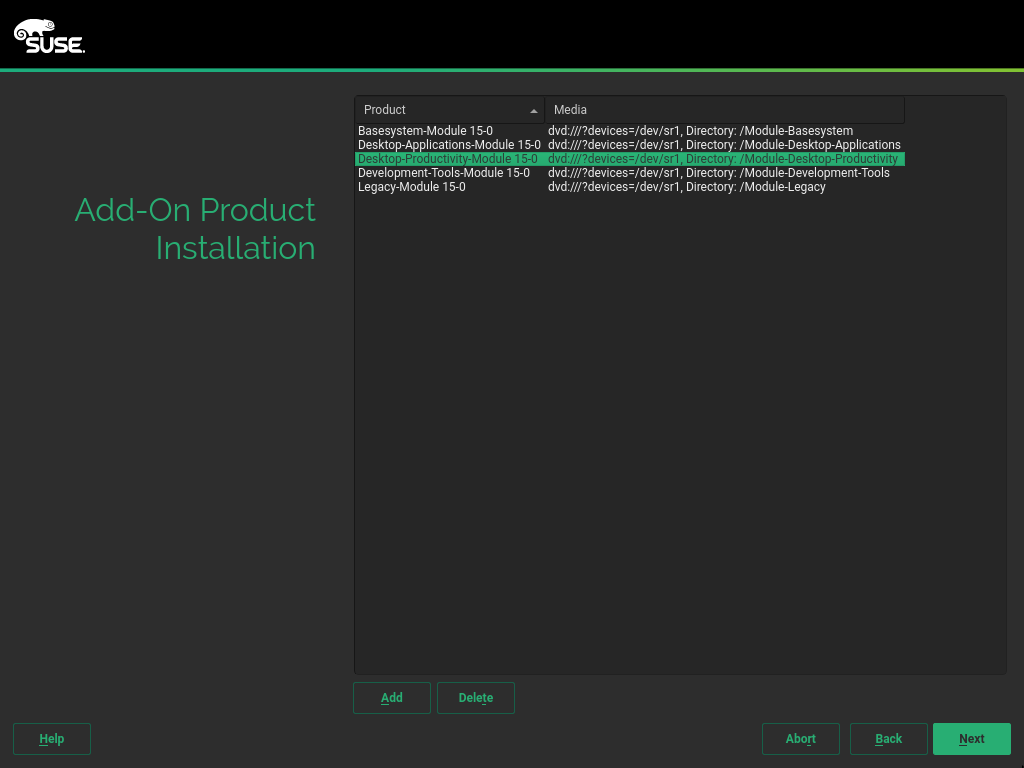 SUSE.
Add-On Product
Installation
Product Media
Basesystem-Module 15-0 dvd:///?devices=/dev/sr1, Directory: /Module-Basesystem
Desktop-Applications-Module 15-0 dvd:///?devices=/dev/sr1, Directory: /Module-Desktop-Applications
Desktop-Productivity-Module 15-0 dvd:///?devices=/dev/sr1, Directory: /Module-Desktop-Productivity
Development-Tools-Module 15-0 dvd:///?devices=/dev/sr1, Directory: /Module-Development-Tools
Legacy-Module 15-0 dvd:///?devices=/dev/sr1, Directory: /Module-Legacy
Add Delete
Help Abort Back Next